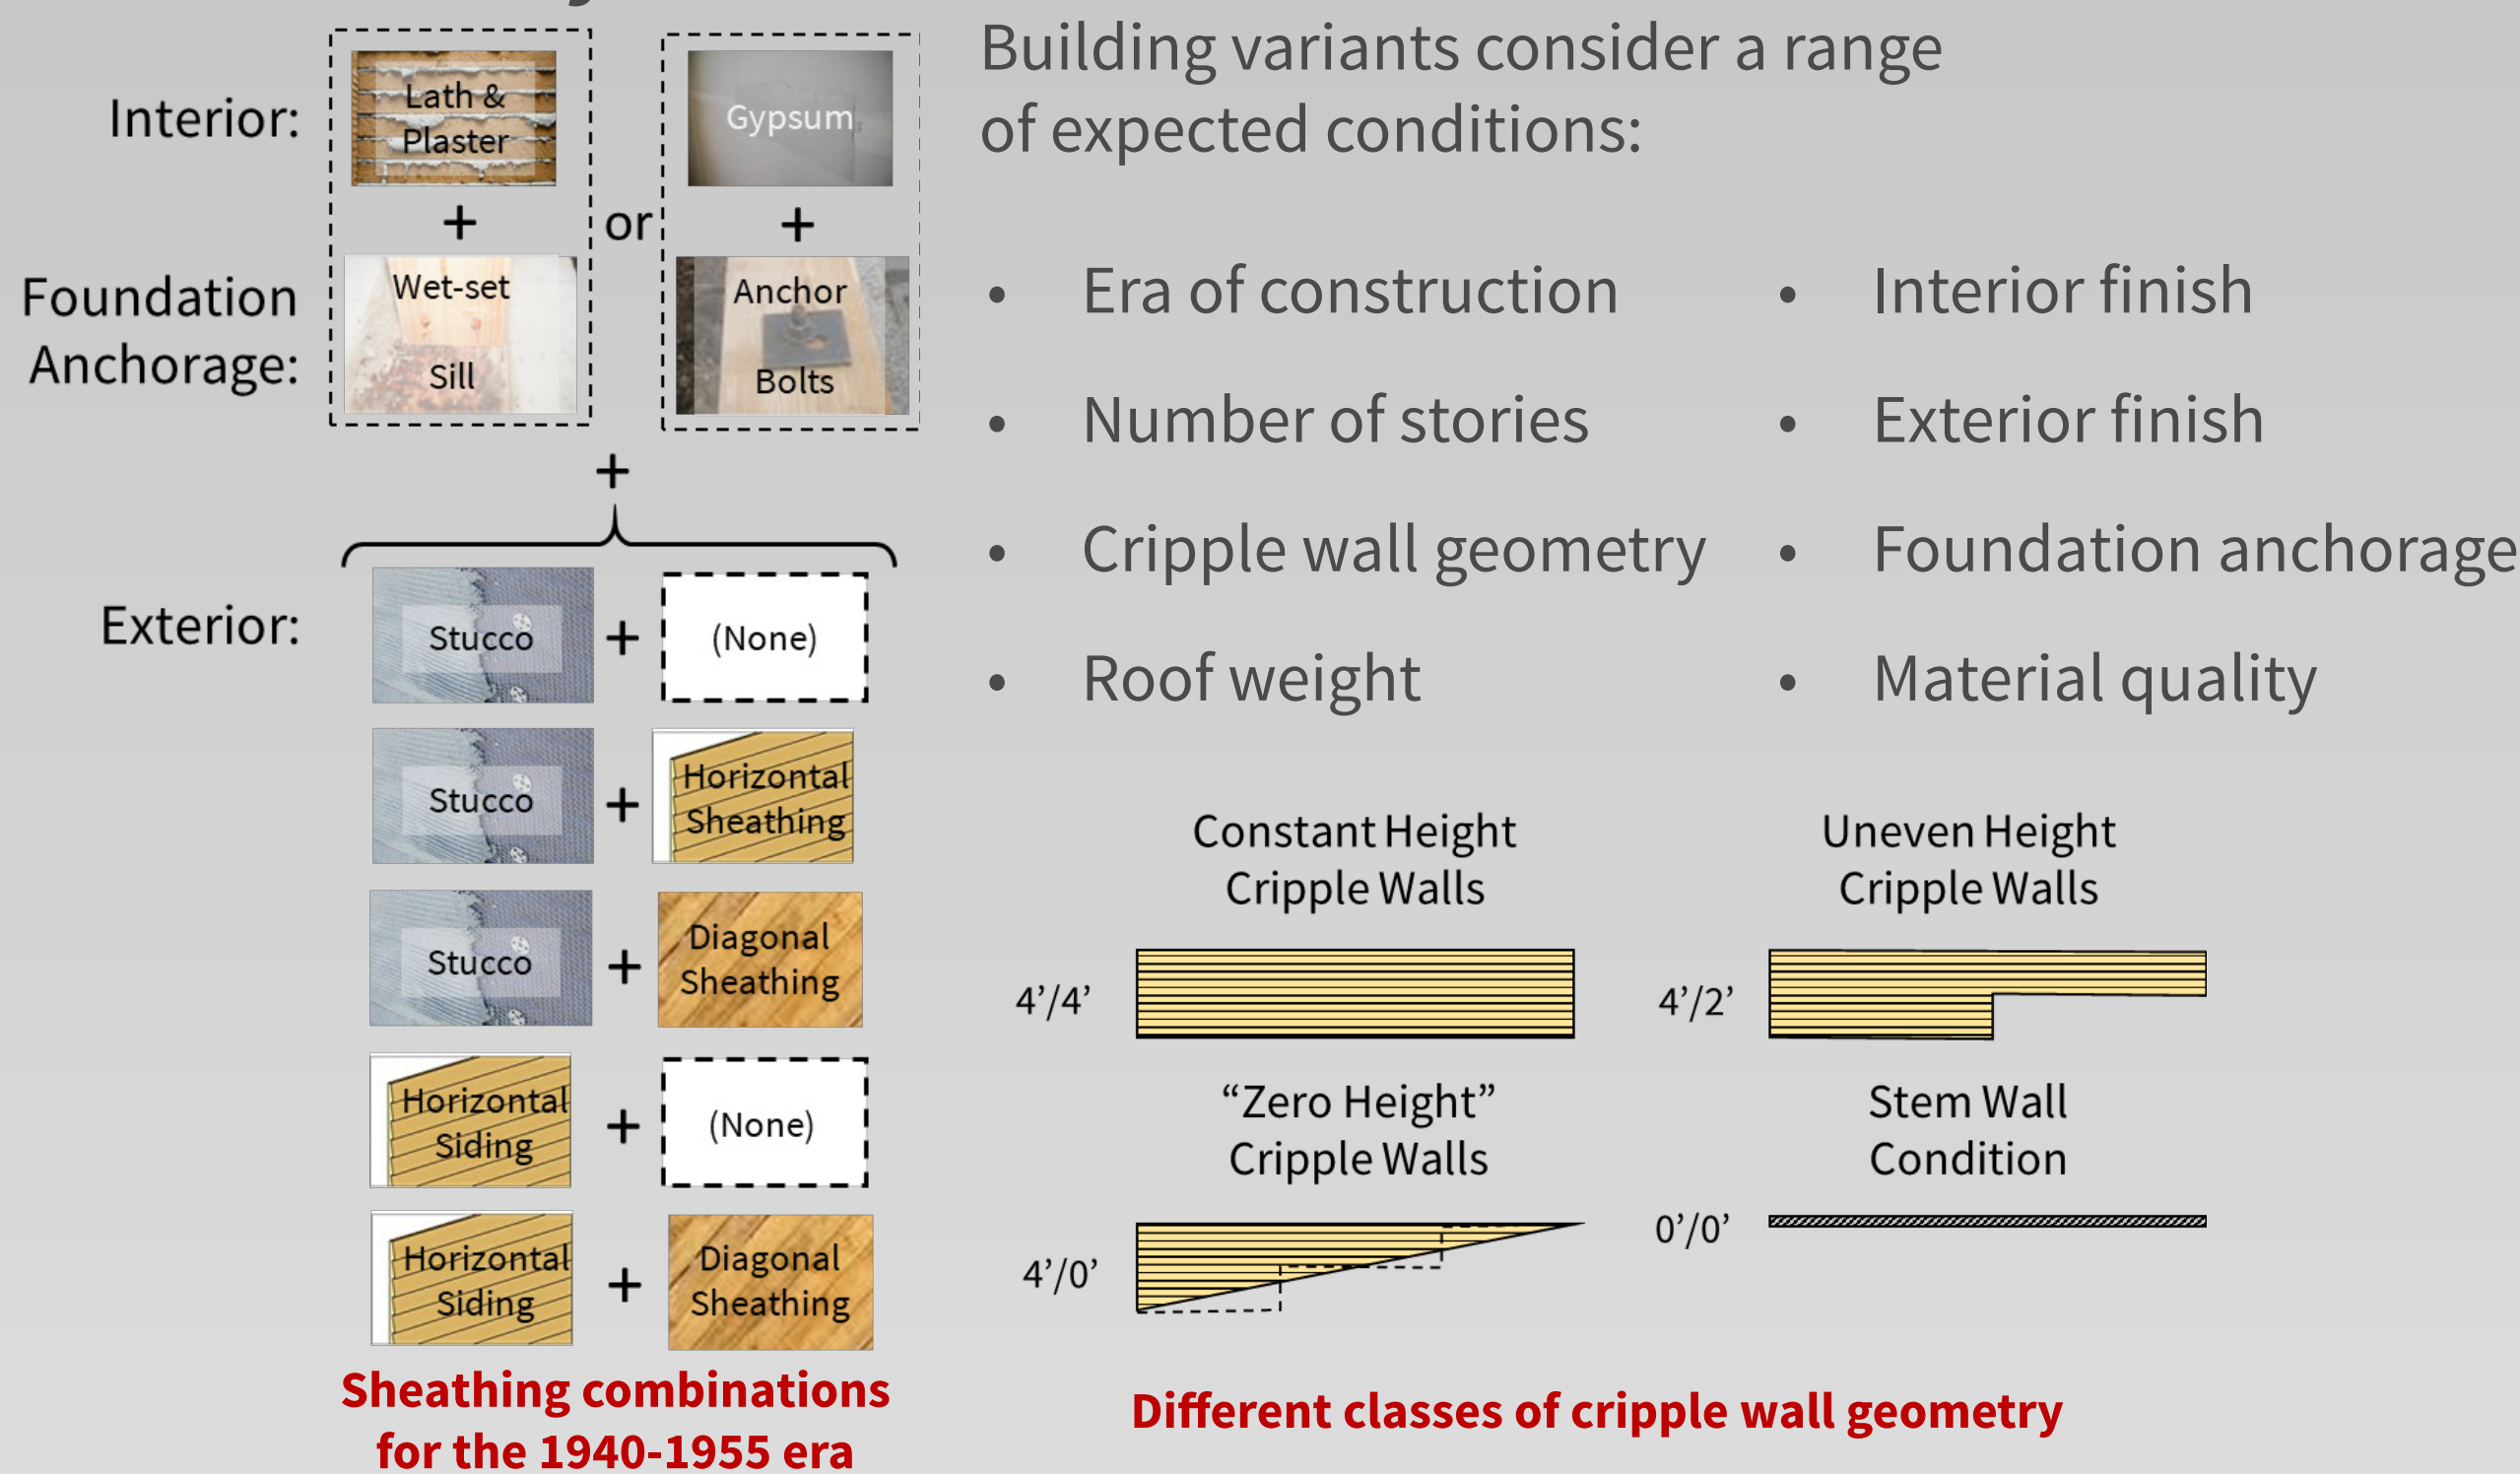 Interior:
Lath &
Plaster
+
or
Gypsum
+
Foundation
Anchorage:
Wet-set
Sill
Anchor
Bolts
+
Exterior:
Stucco + (None)
Stucco + Horizontal
Sheathing
Stucco + Diagonal
Sheathing
Horizontal
Siding
+ (None)
Horizontal
Siding
+ Diagonal
Sheathing
Sheathing combinations
for the 1940-1955 era
Building variants consider a range
of expected conditions:
• Era of construction
• Number of stories
• Cripple wall geometry
• Roof weight
• Interior finish
• Exterior finish
• Foundation anchorage
• Material quality
Constant Height
Cripple Walls
4’/4’
Uneven Height
Cripple Walls
4’/2’
“Zero Height”
Cripple Walls
4’/0’
Stem Wall
Condition
0’/0’
Different classes of cripple wall geometry